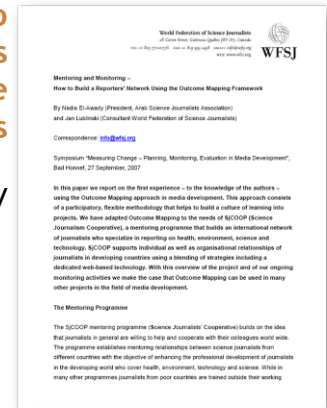 World Federation of Science Journalists
WFSJ
Mentoring and Monitoring –
How to Build a Reporters' Network Using the Outcome Mapping Framework
By Nadia El-Awady (President, Arab Science Journalists Association)
and Jan Lublinski (Consultant World Federation of Science Journalists)
Correspondence: info@wfsj.org
Symposium "Measuring Change – Planning, Monitoring, Evaluation in Media Development",
Bad Honnef, 27 September, 2007
In this paper we report on the first experience – to the knowledge of the authors –
using the Outcome Mapping approach in media development. This approach consists
of a participatory, flexible methodology that helps to build a culture of learning into
projects. We have adapted Outcome Mapping to the needs of SjCOOP (Science
Journalism Cooperative), a mentoring programme that builds an international network
of journalists who specialize in reporting on health, environment, science and
technology. SjCOOP supports individual as well as organisational relationships of
journalists in developing countries using a blending of strategies including a
dedicated web-based technology. With this overview of the project and of our ongoing
monitoring activities we make the case that Outcome Mapping can be used in many
other projects in the field of media development.
The Mentoring Programme
The SjCOOP mentoring programme (Science Journalists' Cooperative) builds on the idea
that journalists in general are willing to help and cooperate with their colleagues world wide.
The programme establishes mentoring relationships between science journalists from
different countries with the objective of enhancing the professional development of journalists
in the developing world who cover health, environment, technology and science. While in
many other programmes journalists from poor countries are trained outside their working